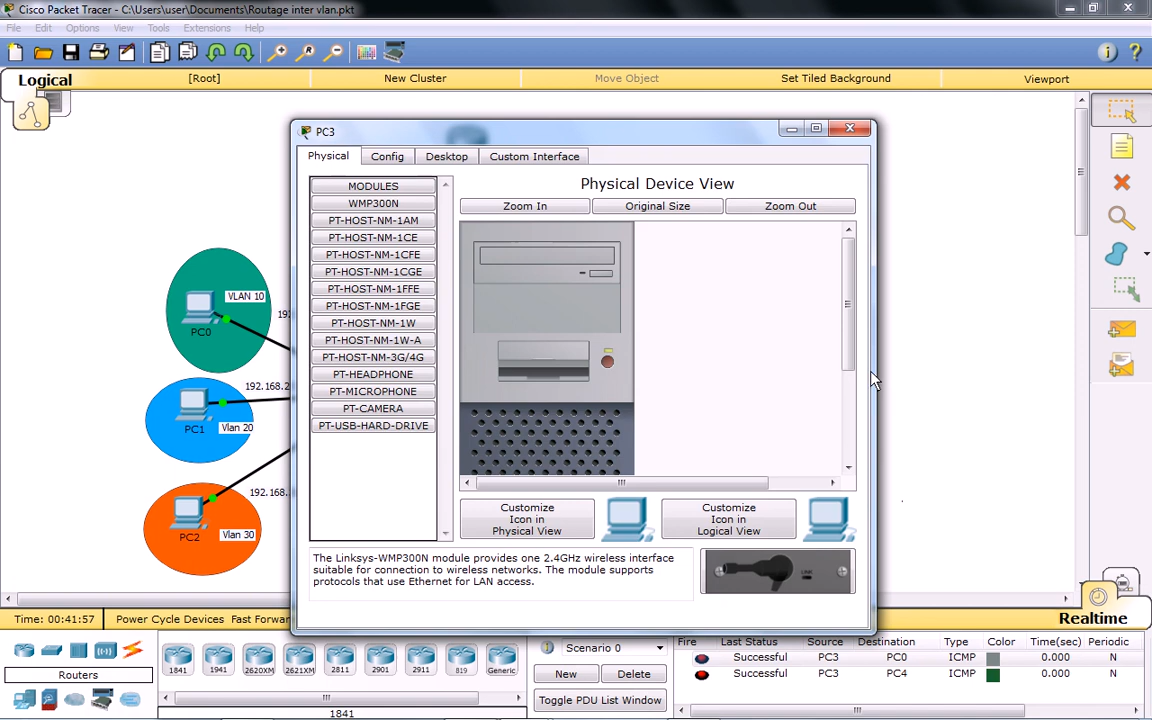 Cisco Packet Tracer - C:\Users\user\Documents\Routage inter vlan.pkt
File Edit Options View Tools Extensions Help
Logical
[Root]
New Cluster
Move Object
Set Tiled Background
Viewport
PC3
Physical Config Desktop Custom Interface
MODULES
WMP300N
PT-HOST-NM-1AM
PT-HOST-NM-1CE
PT-HOST-NM-1CFE
PT-HOST-NM-1CGE
PT-HOST-NM-1FFE
PT-HOST-NM-1FGE
PT-HOST-NM-1W
PT-HOST-NM-1W-A
PT-HOST-NM-3G/4G
PT-HEADPHONE
PT-MICROPHONE
PT-CAMERA
PT-USB-HARD-DRIVE
Physical Device View
Zoom In Original Size Zoom Out
Customize
Icon in
Physical View
Customize
Icon in
Logical View
The Linksys-WMP300N module provides one 2.4GHz wireless interface
suitable for connection to wireless networks. The module supports
protocols that use Ethernet for LAN access.
VLAN 10
PC0
192.168.2
PC1
Vlan 20
192.168.
PC2
Vlan 30
Time: 00:41:57 Power Cycle Devices Fast Forwar
Realtime
Routers
1841 1941 2620XM 2621XM 2811 2901 2911 819 Generic
1841
Scenario 0
New Delete
Toggle PDU List Window
Fire Last Status Source Destination Type Color Time(sec) Periodic
Successful PC3 PC0 ICMP 0.000 N
Successful PC3 PC4 ICMP 0.000 N